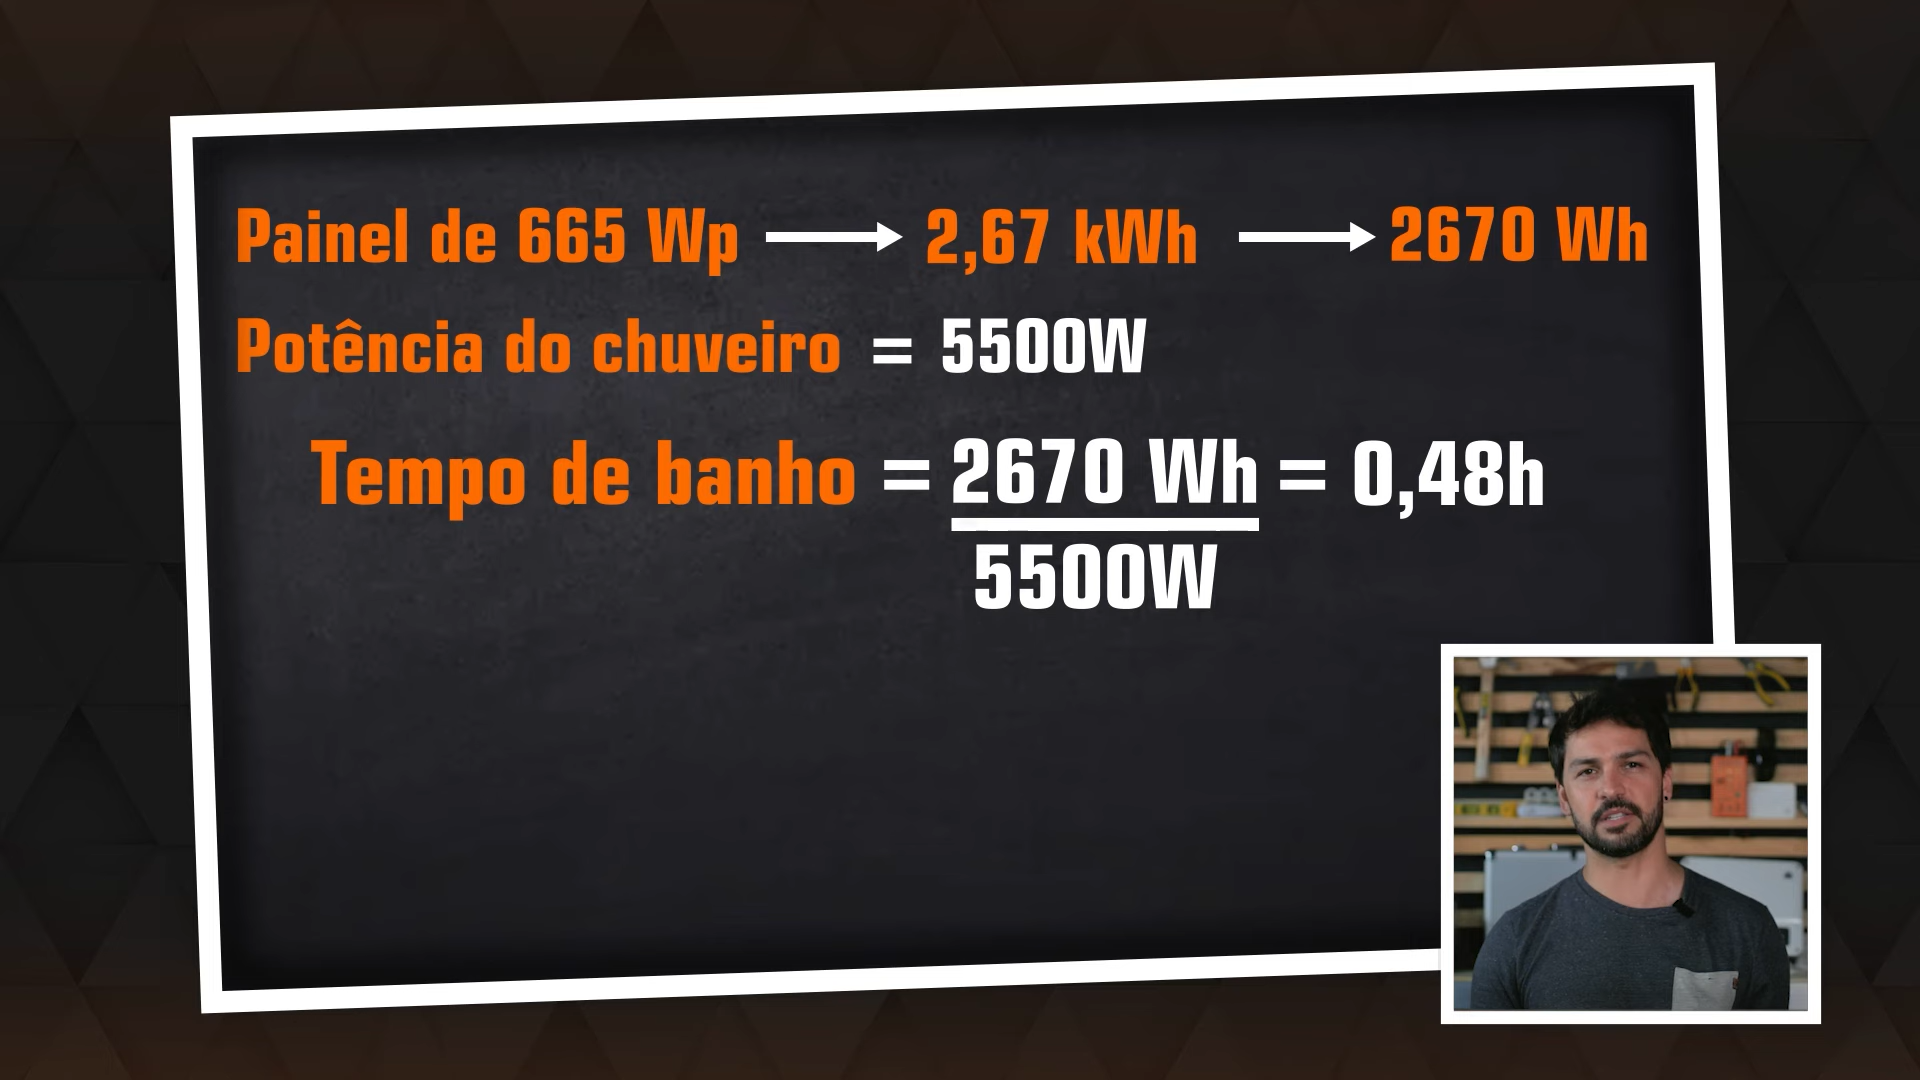 Painel de 665 Wp → 2,67 kWh → 2670 Wh
Potência do chuveiro = 5500W
Tempo de banho = 2670 Wh = 0,48h
5500W